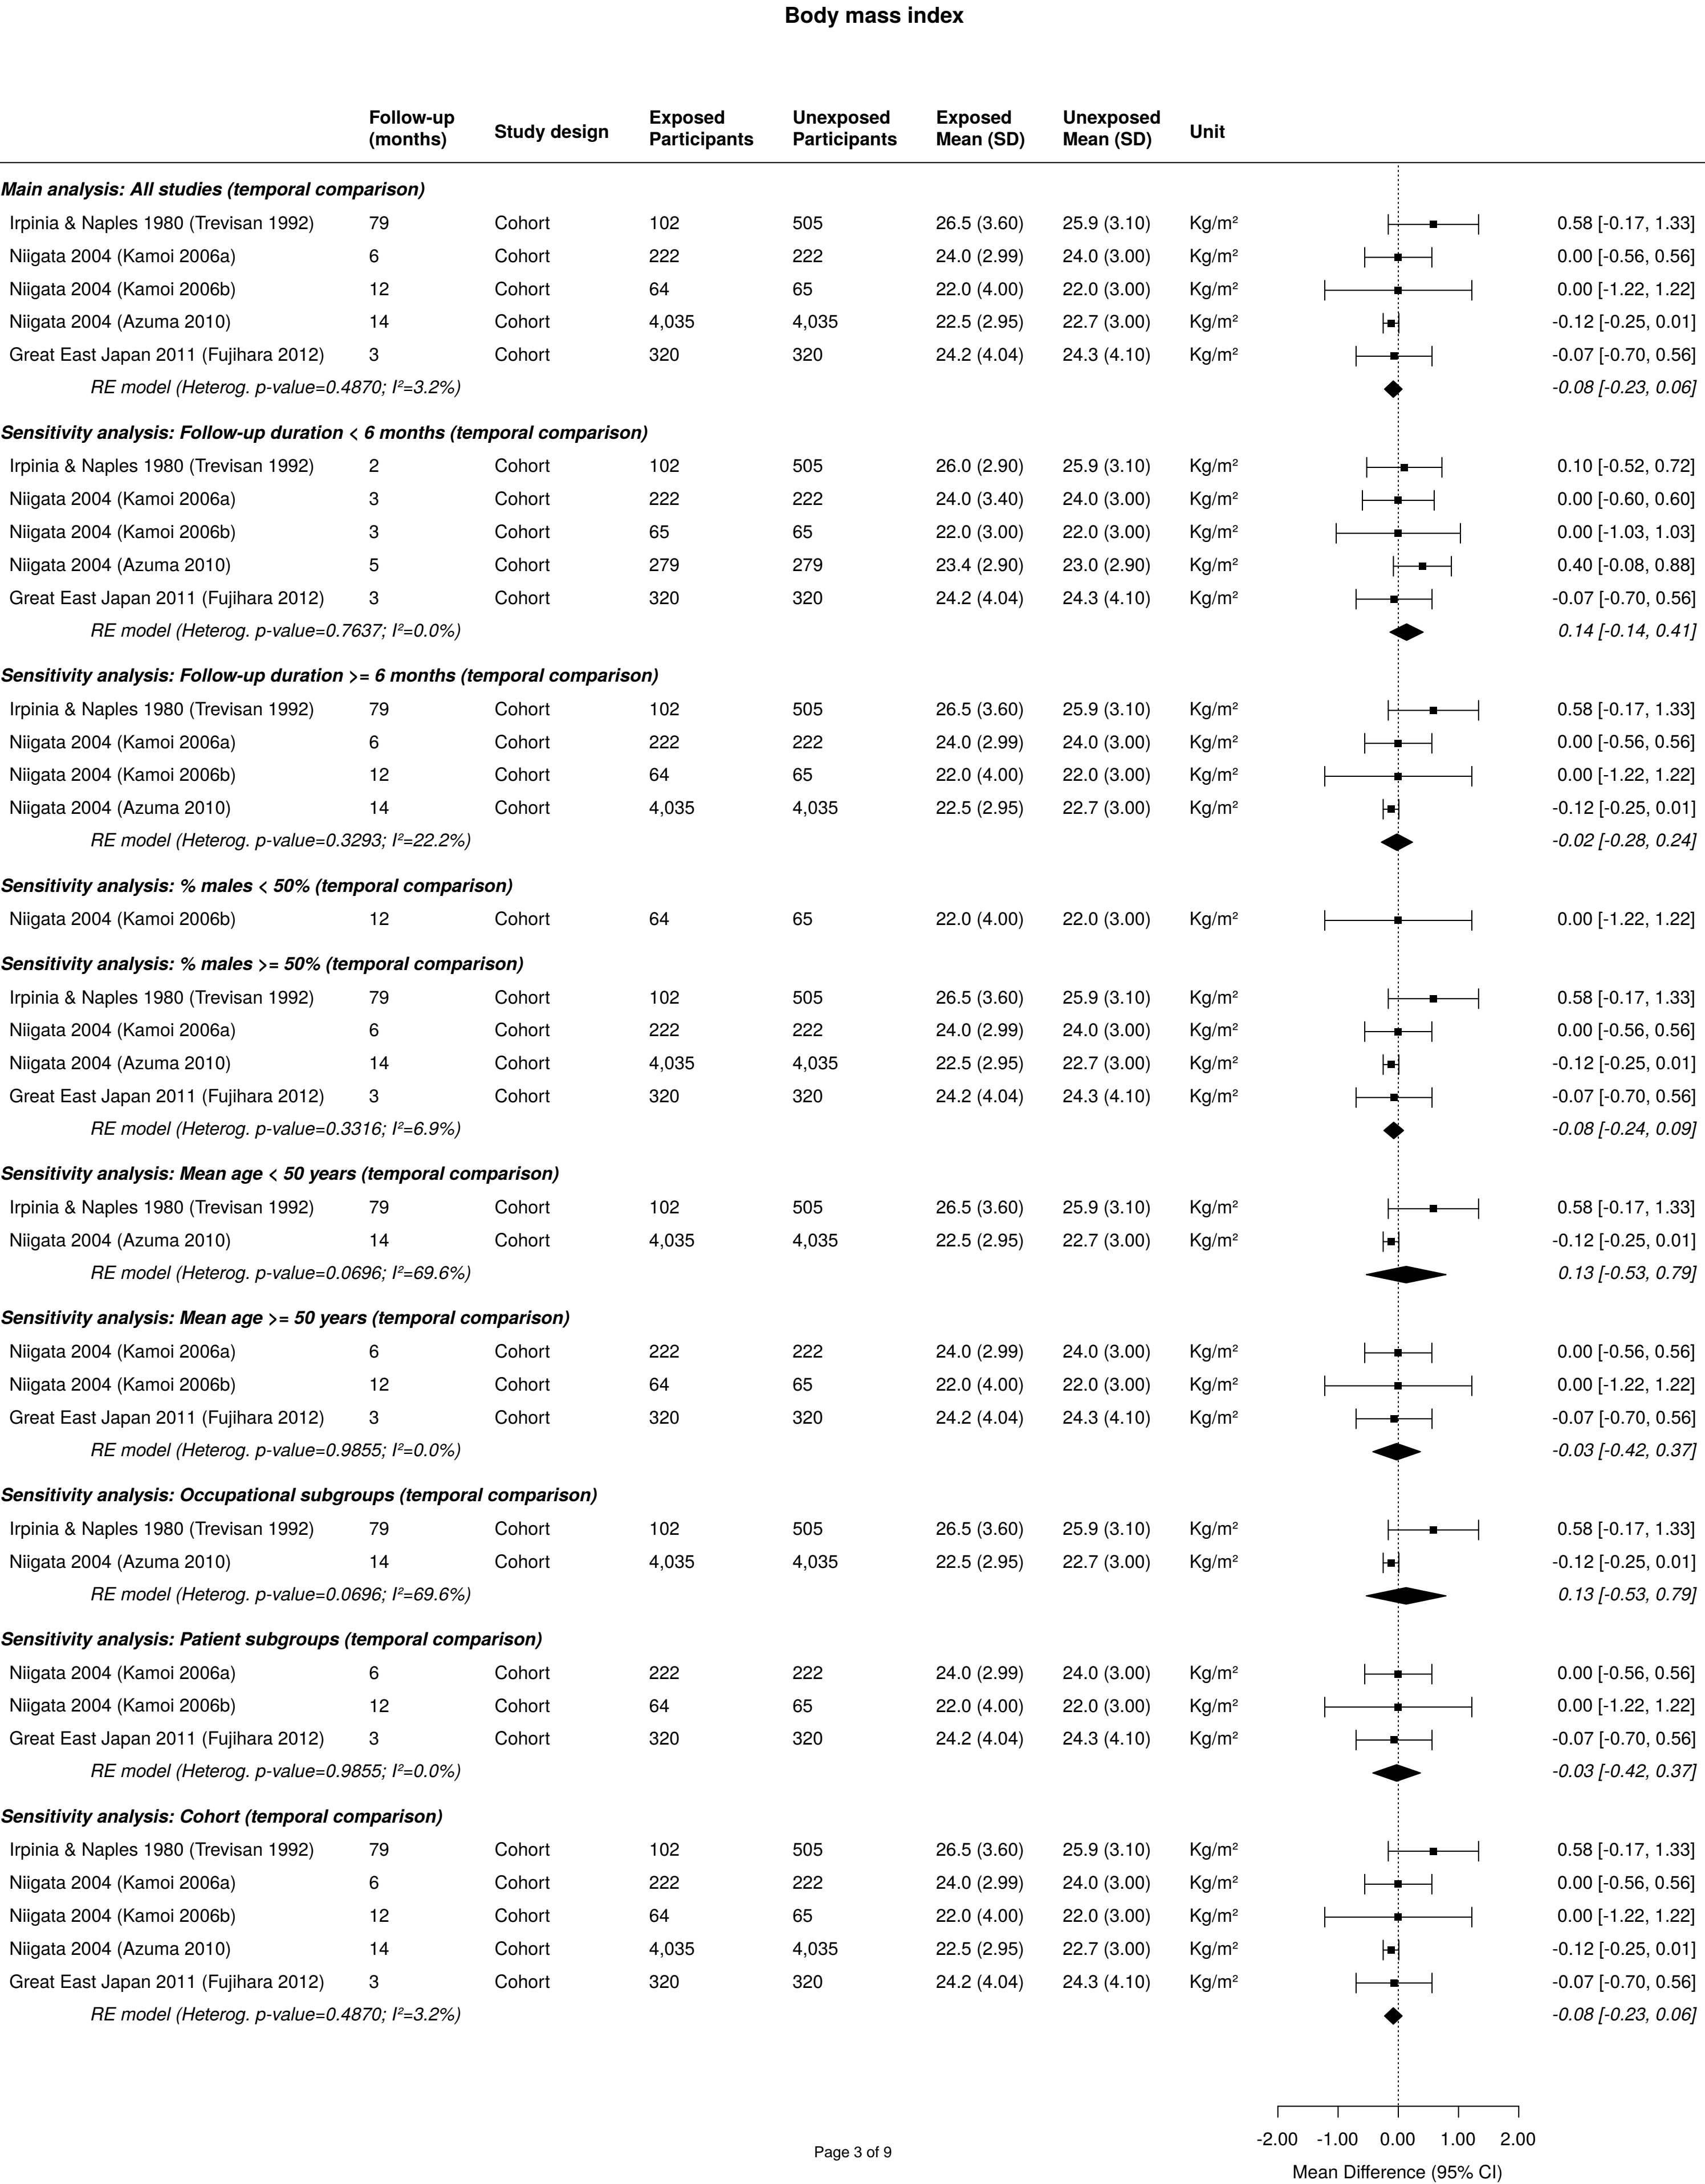 Body mass index
Follow-up (months) Study design Exposed Participants Unexposed Participants Exposed Mean (SD) Unexposed Mean (SD) Unit
Main analysis: All studies (temporal comparison)
Irpinia & Naples 1980 (Trevisan 1992) 79 Cohort 102 505 26.5 (3.60) 25.9 (3.10) Kg/m² 0.58 [-0.17, 1.33]
Niigata 2004 (Kamoi 2006a) 6 Cohort 222 222 24.0 (2.99) 24.0 (3.00) Kg/m² 0.00 [-0.56, 0.56]
Niigata 2004 (Kamoi 2006b) 12 Cohort 64 65 22.0 (4.00) 22.0 (3.00) Kg/m² 0.00 [-1.22, 1.22]
Niigata 2004 (Azuma 2010) 14 Cohort 4,035 4,035 22.5 (2.95) 22.7 (3.00) Kg/m² -0.12 [-0.25, 0.01]
Great East Japan 2011 (Fujihara 2012) 3 Cohort 320 320 24.2 (4.04) 24.3 (4.10) Kg/m² -0.07 [-0.70, 0.56]
RE model (Heterog. p-value=0.4870; I²=3.2%) -0.08 [-0.23, 0.06]
Sensitivity analysis: Follow-up duration < 6 months (temporal comparison)
Irpinia & Naples 1980 (Trevisan 1992) 2 Cohort 102 505 26.0 (2.90) 25.9 (3.10) Kg/m² 0.10 [-0.52, 0.72]
Niigata 2004 (Kamoi 2006a) 3 Cohort 222 222 24.0 (3.40) 24.0 (3.00) Kg/m² 0.00 [-0.60, 0.60]
Niigata 2004 (Kamoi 2006b) 3 Cohort 65 65 22.0 (3.00) 22.0 (3.00) Kg/m² 0.00 [-1.03, 1.03]
Niigata 2004 (Azuma 2010) 5 Cohort 279 279 23.4 (2.90) 23.0 (2.90) Kg/m² 0.40 [-0.08, 0.88]
Great East Japan 2011 (Fujihara 2012) 3 Cohort 320 320 24.2 (4.04) 24.3 (4.10) Kg/m² -0.07 [-0.70, 0.56]
RE model (Heterog. p-value=0.7637; I²=0.0%) 0.14 [-0.14, 0.41]
Sensitivity analysis: Follow-up duration >= 6 months (temporal comparison)
Irpinia & Naples 1980 (Trevisan 1992) 79 Cohort 102 505 26.5 (3.60) 25.9 (3.10) Kg/m² 0.58 [-0.17, 1.33]
Niigata 2004 (Kamoi 2006a) 6 Cohort 222 222 24.0 (2.99) 24.0 (3.00) Kg/m² 0.00 [-0.56, 0.56]
Niigata 2004 (Kamoi 2006b) 12 Cohort 64 65 22.0 (4.00) 22.0 (3.00) Kg/m² 0.00 [-1.22, 1.22]
Niigata 2004 (Azuma 2010) 14 Cohort 4,035 4,035 22.5 (2.95) 22.7 (3.00) Kg/m² -0.12 [-0.25, 0.01]
RE model (Heterog. p-value=0.3293; I²=22.2%) -0.02 [-0.28, 0.24]
Sensitivity analysis: % males < 50% (temporal comparison)
Niigata 2004 (Kamoi 2006b) 12 Cohort 64 65 22.0 (4.00) 22.0 (3.00) Kg/m² 0.00 [-1.22, 1.22]
Sensitivity analysis: % males >= 50% (temporal comparison)
Irpinia & Naples 1980 (Trevisan 1992) 79 Cohort 102 505 26.5 (3.60) 25.9 (3.10) Kg/m² 0.58 [-0.17, 1.33]
Niigata 2004 (Kamoi 2006a) 6 Cohort 222 222 24.0 (2.99) 24.0 (3.00) Kg/m² 0.00 [-0.56, 0.56]
Niigata 2004 (Azuma 2010) 14 Cohort 4,035 4,035 22.5 (2.95) 22.7 (3.00) Kg/m² -0.12 [-0.25, 0.01]
Great East Japan 2011 (Fujihara 2012) 3 Cohort 320 320 24.2 (4.04) 24.3 (4.10) Kg/m² -0.07 [-0.70, 0.56]
RE model (Heterog. p-value=0.3316; I²=6.9%) -0.08 [-0.24, 0.09]
Sensitivity analysis: Mean age < 50 years (temporal comparison)
Irpinia & Naples 1980 (Trevisan 1992) 79 Cohort 102 505 26.5 (3.60) 25.9 (3.10) Kg/m² 0.58 [-0.17, 1.33]
Niigata 2004 (Azuma 2010) 14 Cohort 4,035 4,035 22.5 (2.95) 22.7 (3.00) Kg/m² -0.12 [-0.25, 0.01]
RE model (Heterog. p-value=0.0696; I²=69.6%) 0.13 [-0.53, 0.79]
Sensitivity analysis: Mean age >= 50 years (temporal comparison)
Niigata 2004 (Kamoi 2006a) 6 Cohort 222 222 24.0 (2.99) 24.0 (3.00) Kg/m² 0.00 [-0.56, 0.56]
Niigata 2004 (Kamoi 2006b) 12 Cohort 64 65 22.0 (4.00) 22.0 (3.00) Kg/m² 0.00 [-1.22, 1.22]
Great East Japan 2011 (Fujihara 2012) 3 Cohort 320 320 24.2 (4.04) 24.3 (4.10) Kg/m² -0.07 [-0.70, 0.56]
RE model (Heterog. p-value=0.9855; I²=0.0%) -0.03 [-0.42, 0.37]
Sensitivity analysis: Occupational subgroups (temporal comparison)
Irpinia & Naples 1980 (Trevisan 1992) 79 Cohort 102 505 26.5 (3.60) 25.9 (3.10) Kg/m² 0.58 [-0.17, 1.33]
Niigata 2004 (Azuma 2010) 14 Cohort 4,035 4,035 22.5 (2.95) 22.7 (3.00) Kg/m² -0.12 [-0.25, 0.01]
RE model (Heterog. p-value=0.0696; I²=69.6%) 0.13 [-0.53, 0.79]
Sensitivity analysis: Patient subgroups (temporal comparison)
Niigata 2004 (Kamoi 2006a) 6 Cohort 222 222 24.0 (2.99) 24.0 (3.00) Kg/m² 0.00 [-0.56, 0.56]
Niigata 2004 (Kamoi 2006b) 12 Cohort 64 65 22.0 (4.00) 22.0 (3.00) Kg/m² 0.00 [-1.22, 1.22]
Great East Japan 2011 (Fujihara 2012) 3 Cohort 320 320 24.2 (4.04) 24.3 (4.10) Kg/m² -0.07 [-0.70, 0.56]
RE model (Heterog. p-value=0.9855; I²=0.0%) -0.03 [-0.42, 0.37]
Sensitivity analysis: Cohort (temporal comparison)
Irpinia & Naples 1980 (Trevisan 1992) 79 Cohort 102 505 26.5 (3.60) 25.9 (3.10) Kg/m² 0.58 [-0.17, 1.33]
Niigata 2004 (Kamoi 2006a) 6 Cohort 222 222 24.0 (2.99) 24.0 (3.00) Kg/m² 0.00 [-0.56, 0.56]
Niigata 2004 (Kamoi 2006b) 12 Cohort 64 65 22.0 (4.00) 22.0 (3.00) Kg/m² 0.00 [-1.22, 1.22]
Niigata 2004 (Azuma 2010) 14 Cohort 4,035 4,035 22.5 (2.95) 22.7 (3.00) Kg/m² -0.12 [-0.25, 0.01]
Great East Japan 2011 (Fujihara 2012) 3 Cohort 320 320 24.2 (4.04) 24.3 (4.10) Kg/m² -0.07 [-0.70, 0.56]
RE model (Heterog. p-value=0.4870; I²=3.2%) -0.08 [-0.23, 0.06]
-2.00 -1.00 0.00 1.00 2.00
Page 3 of 9
Mean Difference (95% CI)